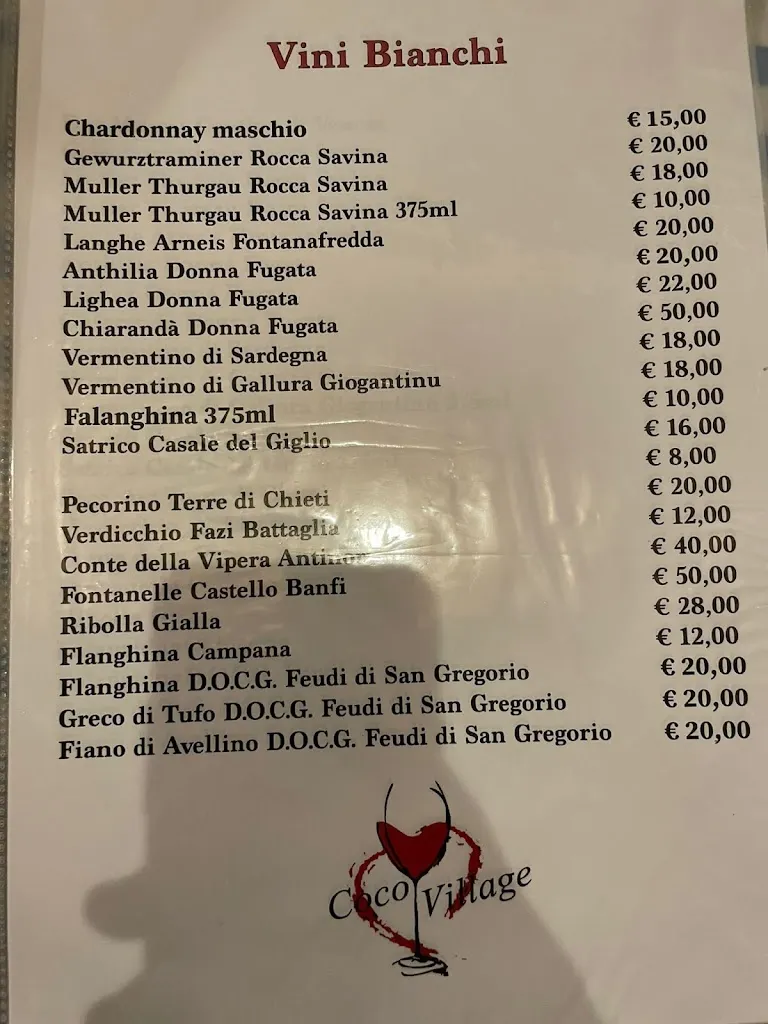 Vini Bianchi
Chardonnay maschio € 15,00
Gewurztraminer Rocca Savina € 20,00
Muller Thurgau Rocca Savina € 18,00
Muller Thurgau Rocca Savina 375ml € 10,00
Langhe Arneis Fontanafredda € 20,00
Anthilia Donna Fugata € 20,00
Lighea Donna Fugata € 22,00
Chiarandà Donna Fugata € 50,00
Vermentino di Sardegna € 18,00
Vermentino di Gallura Giogantinu € 18,00
Falanghina 375ml € 10,00
Satrico Casale del Giglio € 16,00
€ 8,00
Pecorino Terre di Chieti € 20,00
Verdicchio Fazi Battaglia € 12,00
Conte della Vipera € 40,00
Fontanelle Castello Banfi € 50,00
Ribolla Gialla € 28,00
Flanghina Campana € 12,00
Flanghina D.O.C.G. Feudi di San Gregorio € 20,00
Greco di Tufo D.O.C.G. Feudi di San Gregorio € 20,00
Fiano di Avellino D.O.C.G. Feudi di San Gregorio € 20,00
Coco Village